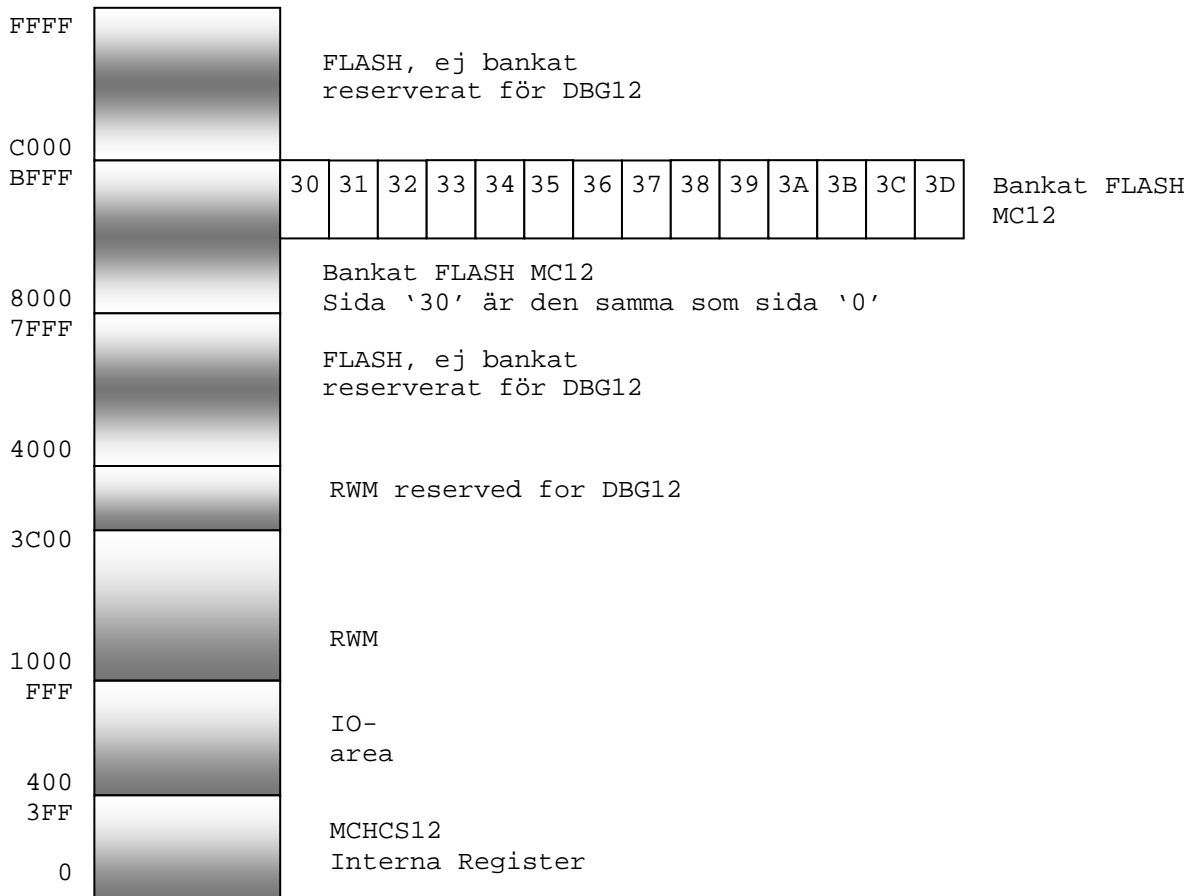 FFFF
FLASH, ej bankat
reserverat för DBG12
C000
BFFF
30 31 32 33 34 35 36 37 38 39 3A 3B 3C 3D
Bankat FLASH
MC12
Bankat FLASH MC12
Sida ‘30’ är den samma som sida ‘0’
8000
7FFF
FLASH, ej bankat
reserverat för DBG12
4000
RWM reserved for DBG12
3C00
RWM
1000
FFF
IO-
area
400
3FF
MCHCS12
Interna Register
0